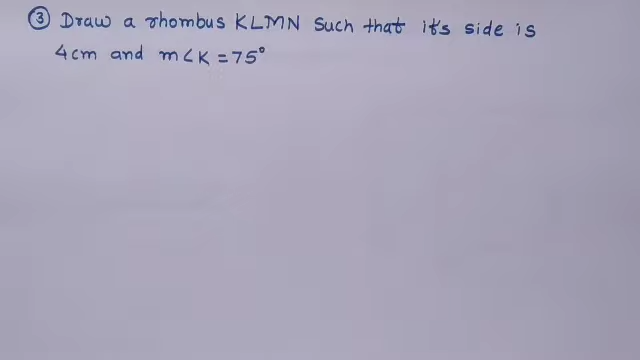 ③ Draw a rhombus KLMN such that it's side is
4cm and m∠K = 75°